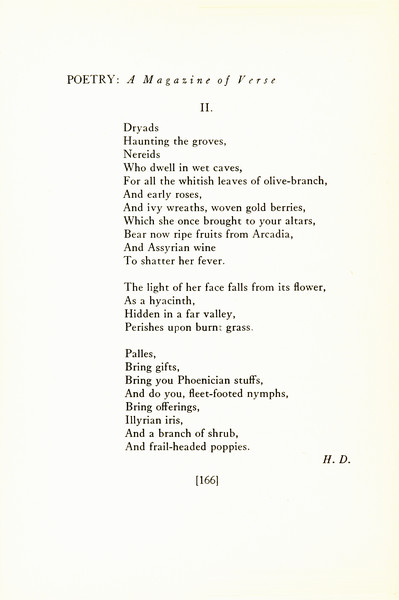 POETRY: A Magazine of Verse
II.
Dryads
Haunting the groves,
Nereids
Who dwell in wet caves,
For all the whitish leaves of olive-branch,
And early roses,
And ivy wreaths, woven gold berries,
Which she once brought to your altars,
Bear now ripe fruits from Arcadia,
And Assyrian wine
To shatter her fever.
The light of her face falls from its flower,
As a hyacinth,
Hidden in a far valley,
Perishes upon burnt grass.
Palles,
Bring gifts,
Bring you Phoenician stuffs,
And do you, fleet-footed nymphs,
Bring offerings,
Illyrian iris,
And a branch of shrub,
And frail-headed poppies.
H. D.
[166]